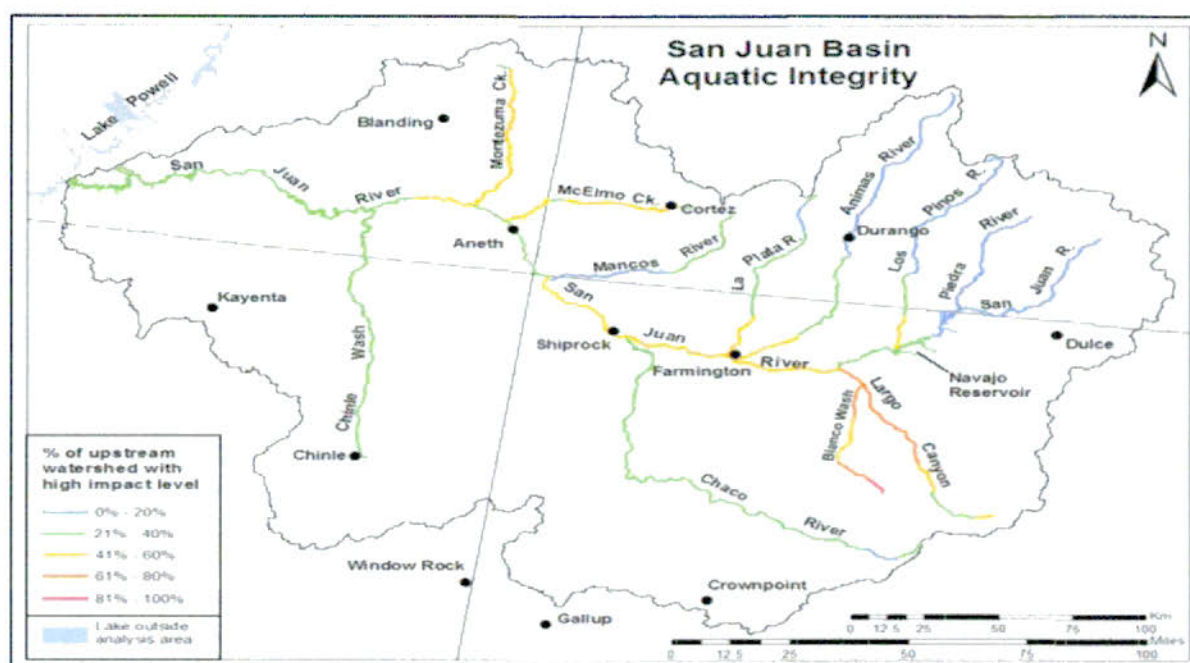 San Juan Basin
Aquatic Integrity
N
Lake Powell
Blanding
Montezuma Ck.
San Juan River
McElmo Ck.
Cortez
Aneth
Mancos River
La Plata R.
Animas River
Durango
Los Pinos R.
Piedra River
San Juan R.
Kayenta
Chinle Wash
San Juan River
Shiprock
Farmington
Dulce
Navajo
Reservoir
Largo Canyon
Blanco Wash
Chinle
Chaco River
Window Rock
Crownpoint
Gallup
% of upstream
watershed with
high impact level
0% - 20%
21% - 40%
41% - 60%
61% - 80%
81% - 100%
Lake outside
analysis area
Km
0 12.5 25 50 75 100
Miles
0 12.5 25 50 75 100